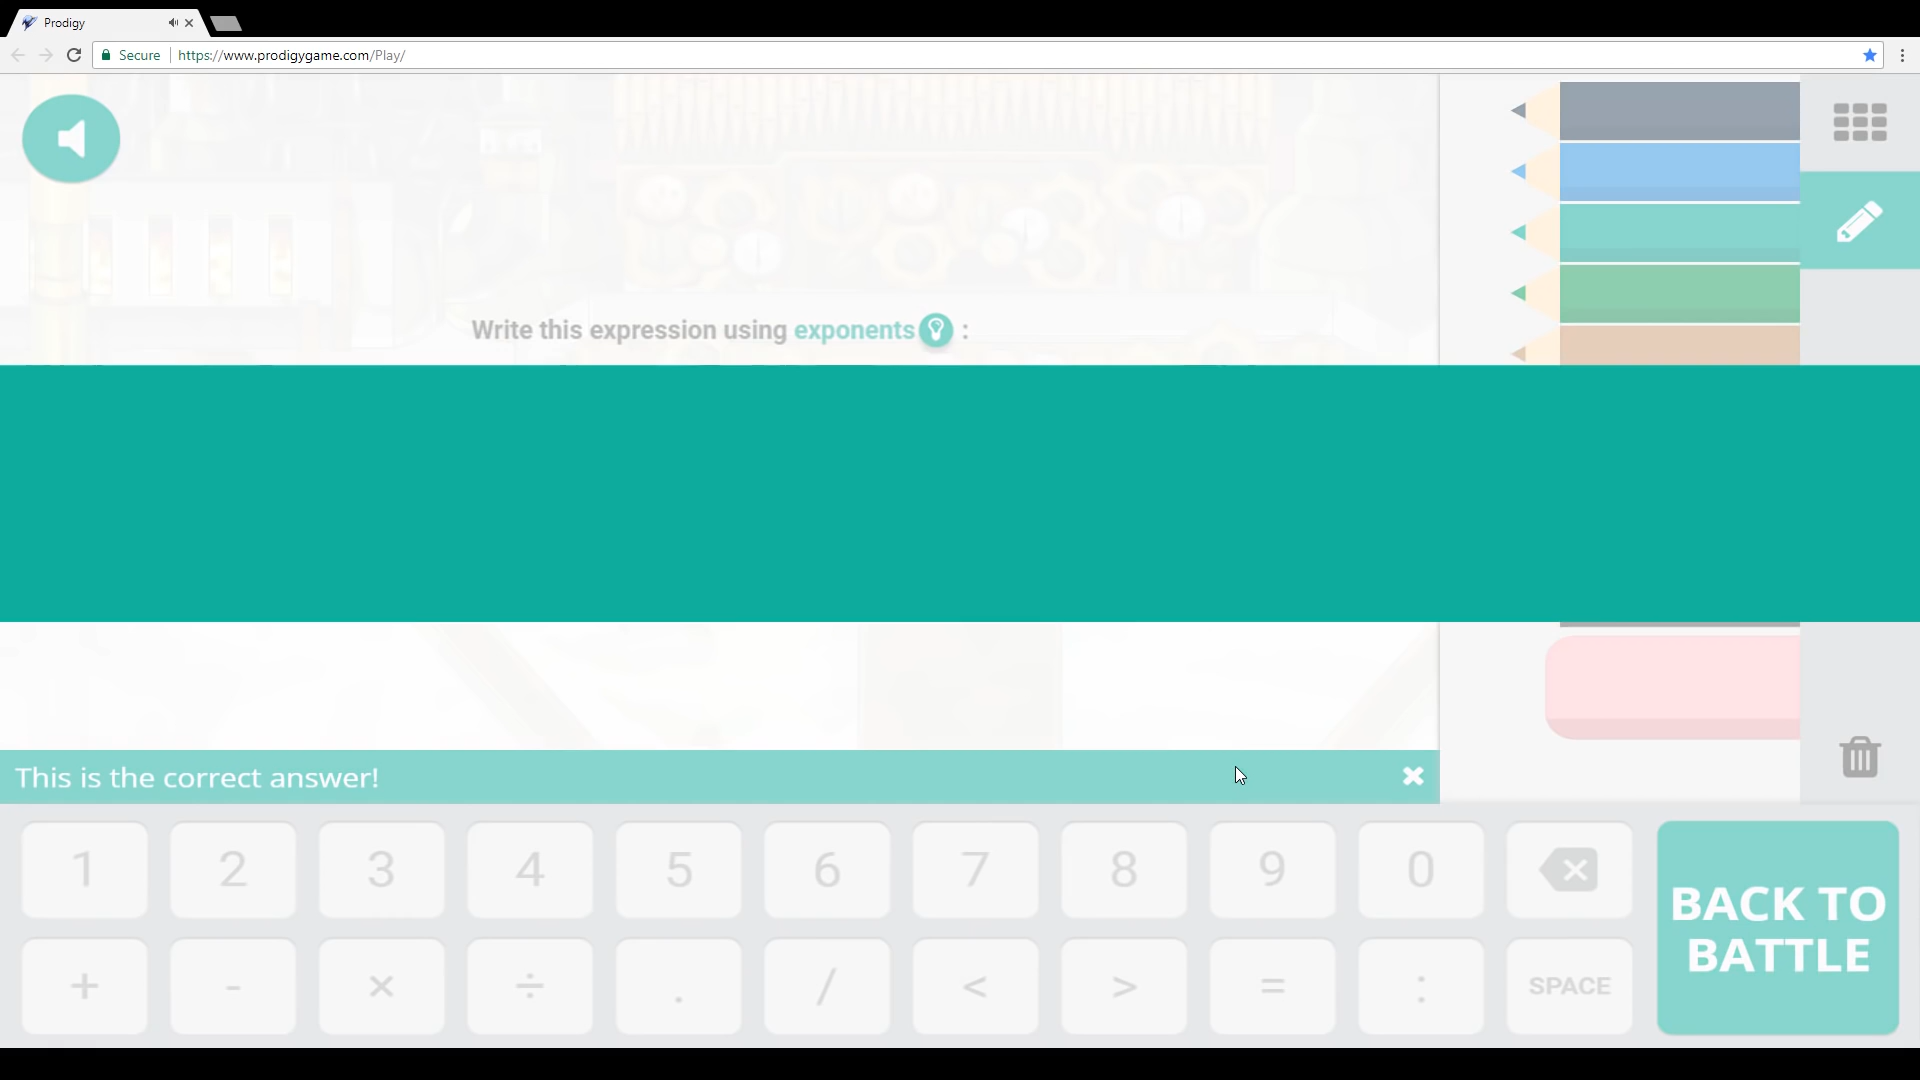 Prodigy
Secure https://www.prodigygame.com/Play/
Write this expression using exponents :
This is the correct answer!
1 2 3 4 5 6 7 8 9 0
+ - × ÷ . / < > = : SPACE
BACK TO
BATTLE